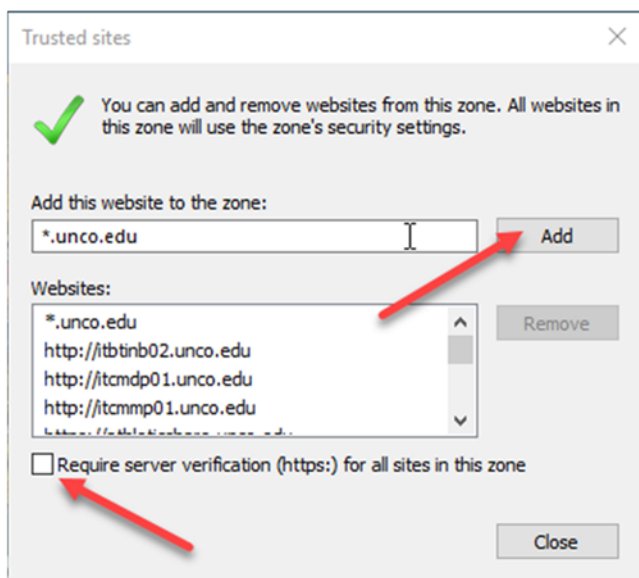 Trusted sites
You can add and remove websites from this zone. All websites in
this zone will use the zone's security settings.
Add this website to the zone:
*.unco.edu
Add
Websites:
*.unco.edu
Remove
http://itbtinb02.unco.edu
http://itcmdp01.unco.edu
http://itcmmp01.unco.edu
Require server verification (https:) for all sites in this zone
Close